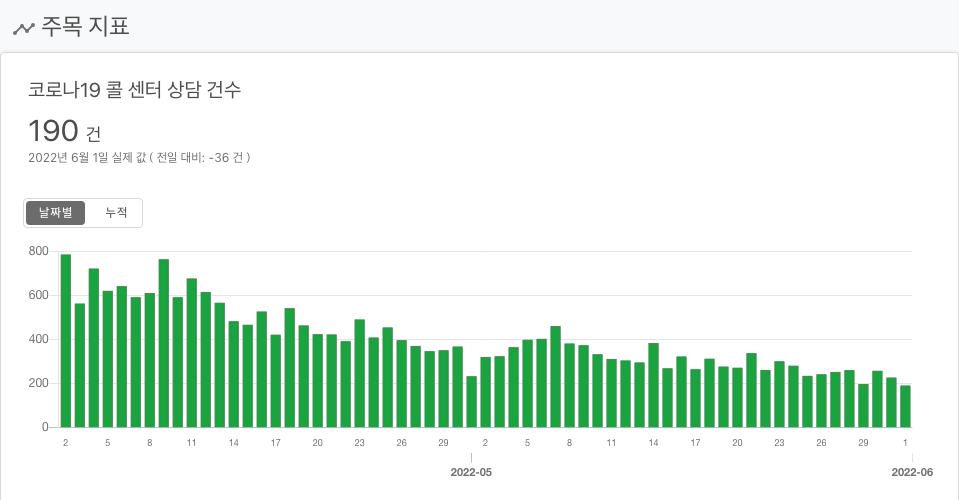 주목 지표
코로나19 콜 센터 상담 건수
190 건
2022년 6월 1일 실제 값 ( 전일 대비: -36 건 )
날짜별 누적
800
600
400
200
0
2 5 8 11 14 17 20 23 26 29 2 5 8 11 14 17 20 23 26 29 1
2022-05 2022-06